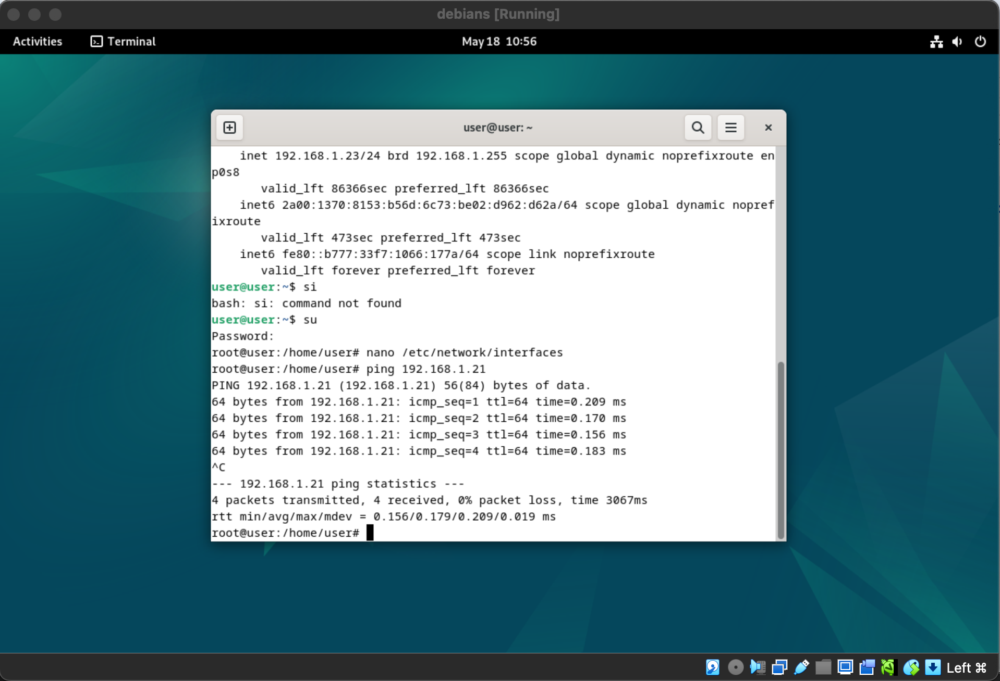 debians [Running]
Activities
Terminal
May 18 10:56
user@user: ~
inet 192.168.1.23/24 brd 192.168.1.255 scope global dynamic noprefixroute en
p0s8
valid_lft 86366sec preferred_lft 86366sec
inet6 2a00:1370:8153:b56d:6c73:be02:d962:d62a/64 scope global dynamic nopref
ixroute
valid_lft 473sec preferred_lft 473sec
inet6 fe80::b777:33f7:1066:177a/64 scope link noprefixroute
valid_lft forever preferred_lft forever
user@user:~$ si
bash: si: command not found
user@user:~$ su
Password:
root@user:/home/user# nano /etc/network/interfaces
root@user:/home/user# ping 192.168.1.21
PING 192.168.1.21 (192.168.1.21) 56(84) bytes of data.
64 bytes from 192.168.1.21: icmp_seq=1 ttl=64 time=0.209 ms
64 bytes from 192.168.1.21: icmp_seq=2 ttl=64 time=0.170 ms
64 bytes from 192.168.1.21: icmp_seq=3 ttl=64 time=0.156 ms
64 bytes from 192.168.1.21: icmp_seq=4 ttl=64 time=0.183 ms
^C
--- 192.168.1.21 ping statistics ---
4 packets transmitted, 4 received, 0% packet loss, time 3067ms
rtt min/avg/max/mdev = 0.156/0.179/0.209/0.019 ms
root@user:/home/user#
Left ⌘